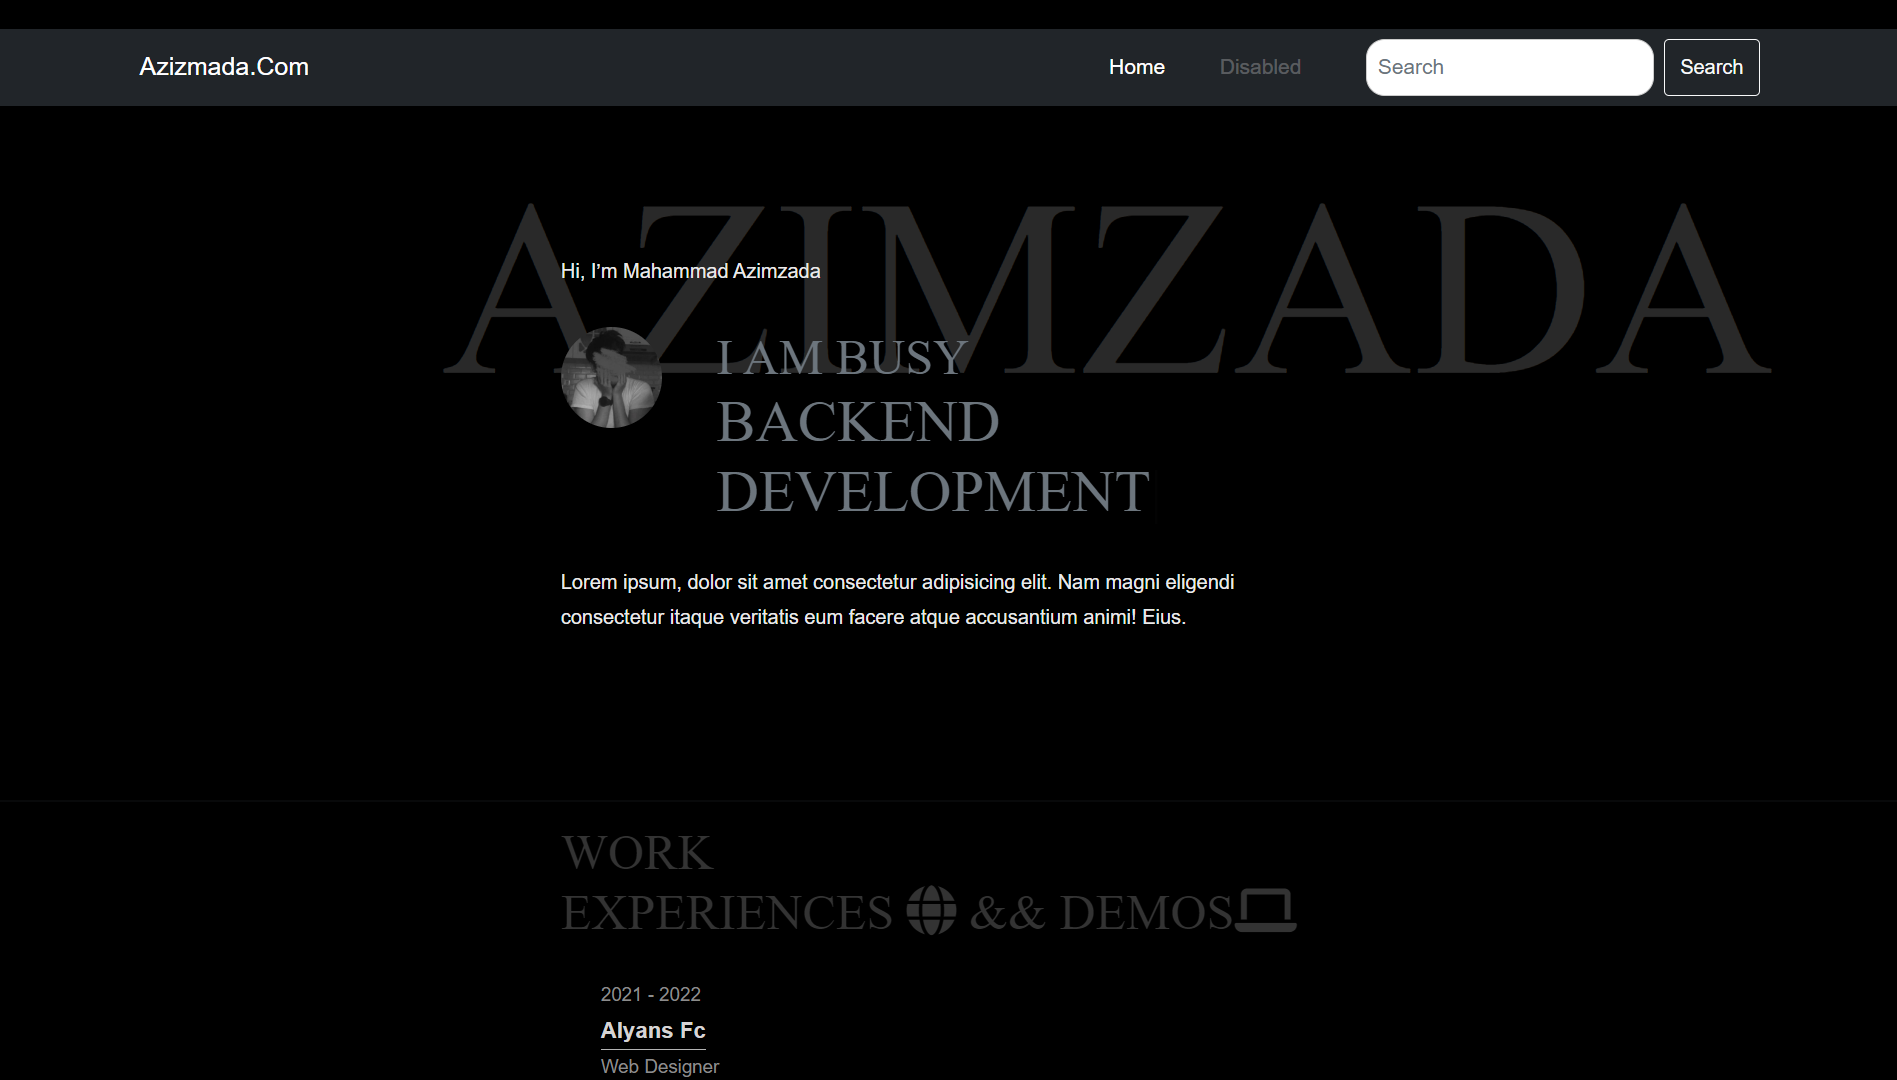 Azizmada.Com
Home
Disabled
Search
Search
AZIMZADA
Hi, I’m Mahammad Azimzada
I AM BUSY
BACKEND
DEVELOPMENT
Lorem ipsum, dolor sit amet consectetur adipisicing elit. Nam magni eligendi
consectetur itaque veritatis eum facere atque accusantium animi! Eius.
WORK
EXPERIENCES && DEMOS
2021 - 2022
Alyans Fc
Web Designer